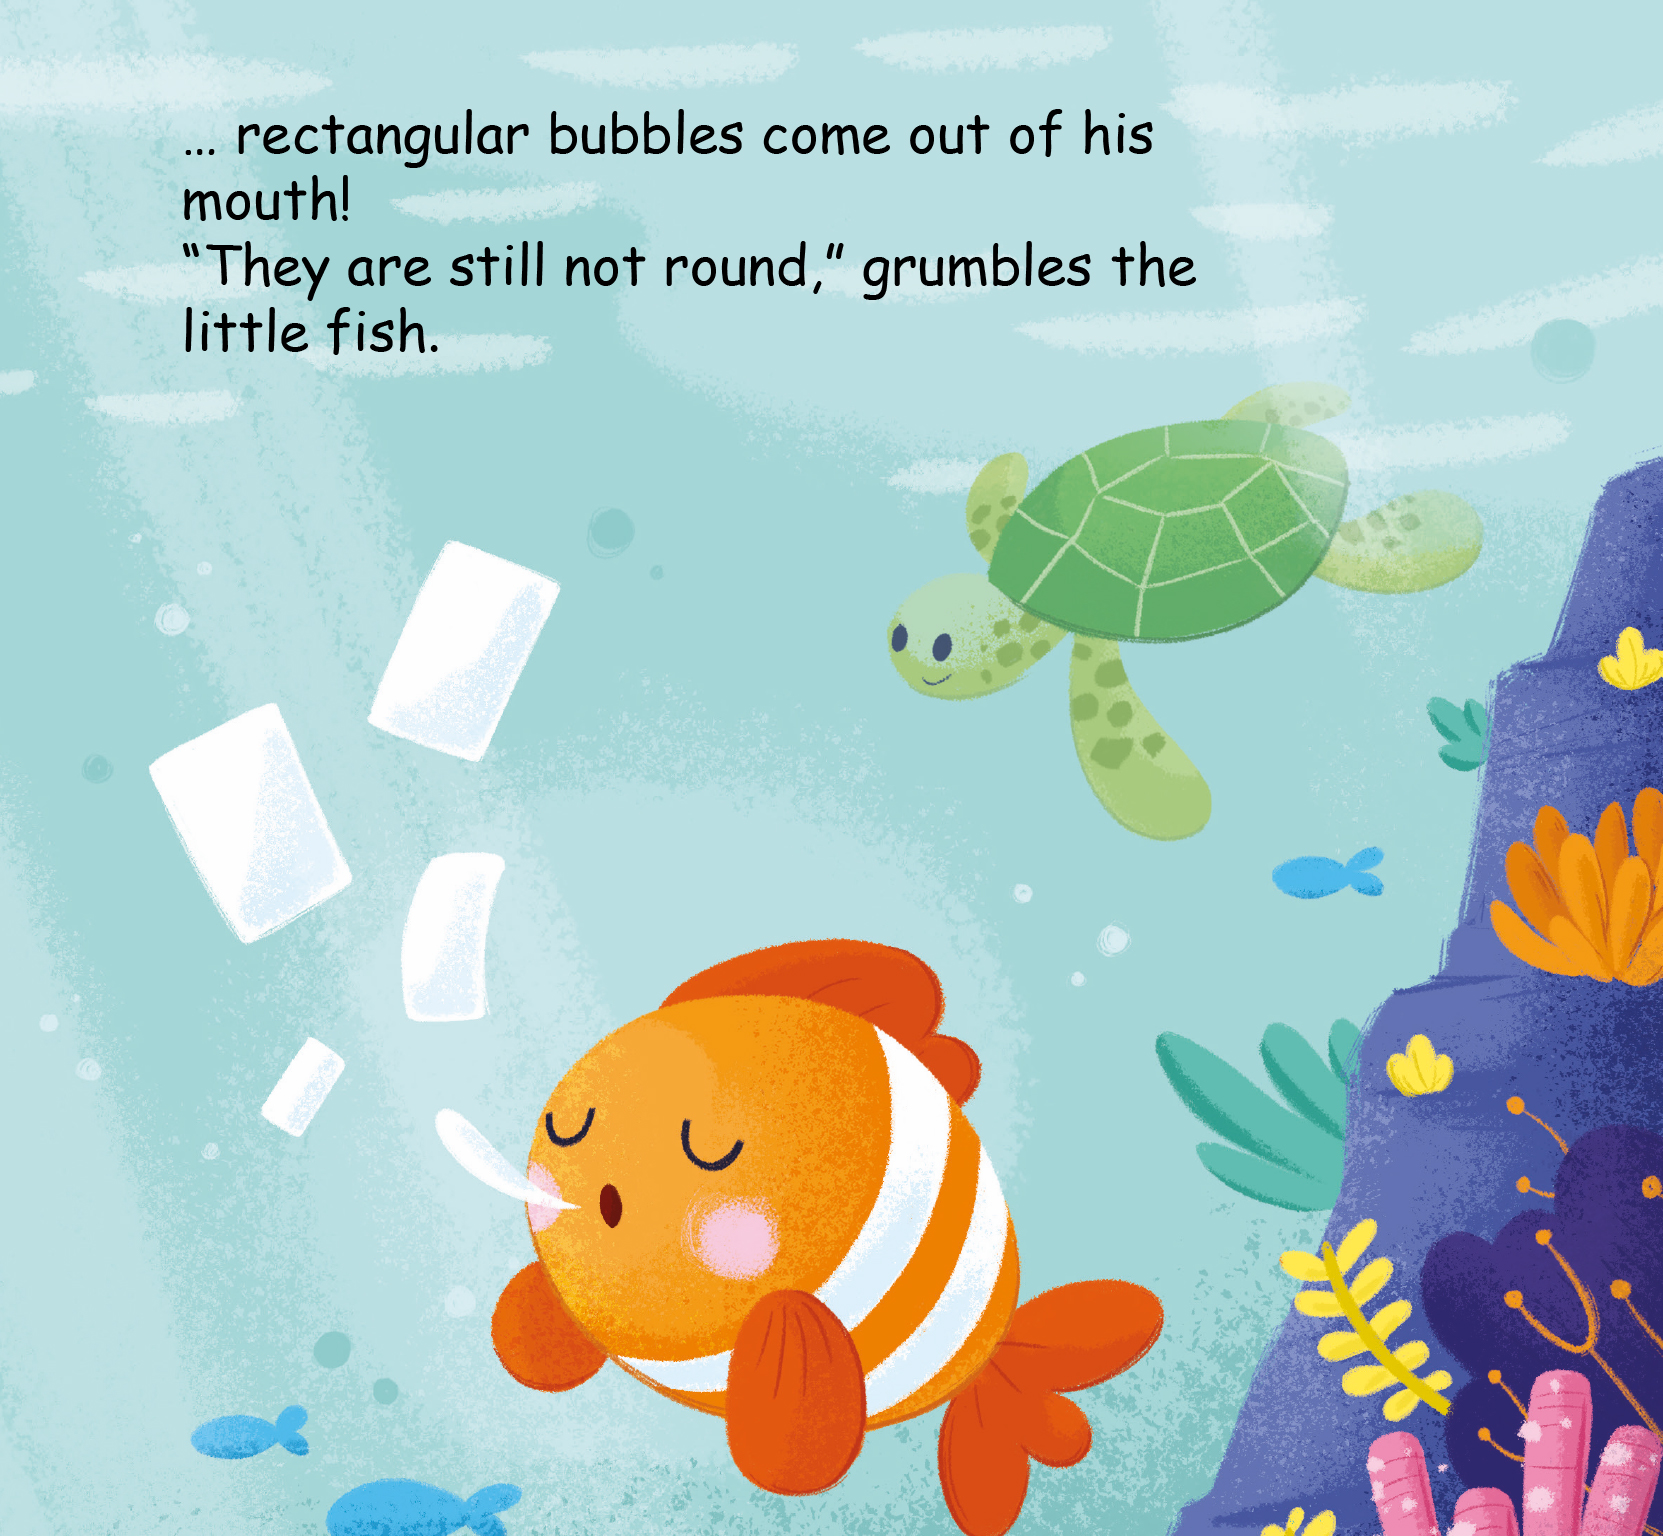 … rectangular bubbles come out of his
mouth!
“They are still not round,” grumbles the
little fish.